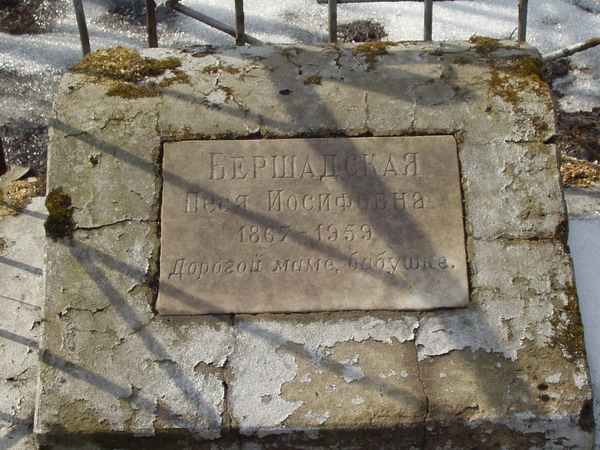 БЕРШАДСКАЯ
Песя Иосифовна
1867-1959
Дорогой маме, бабушке.